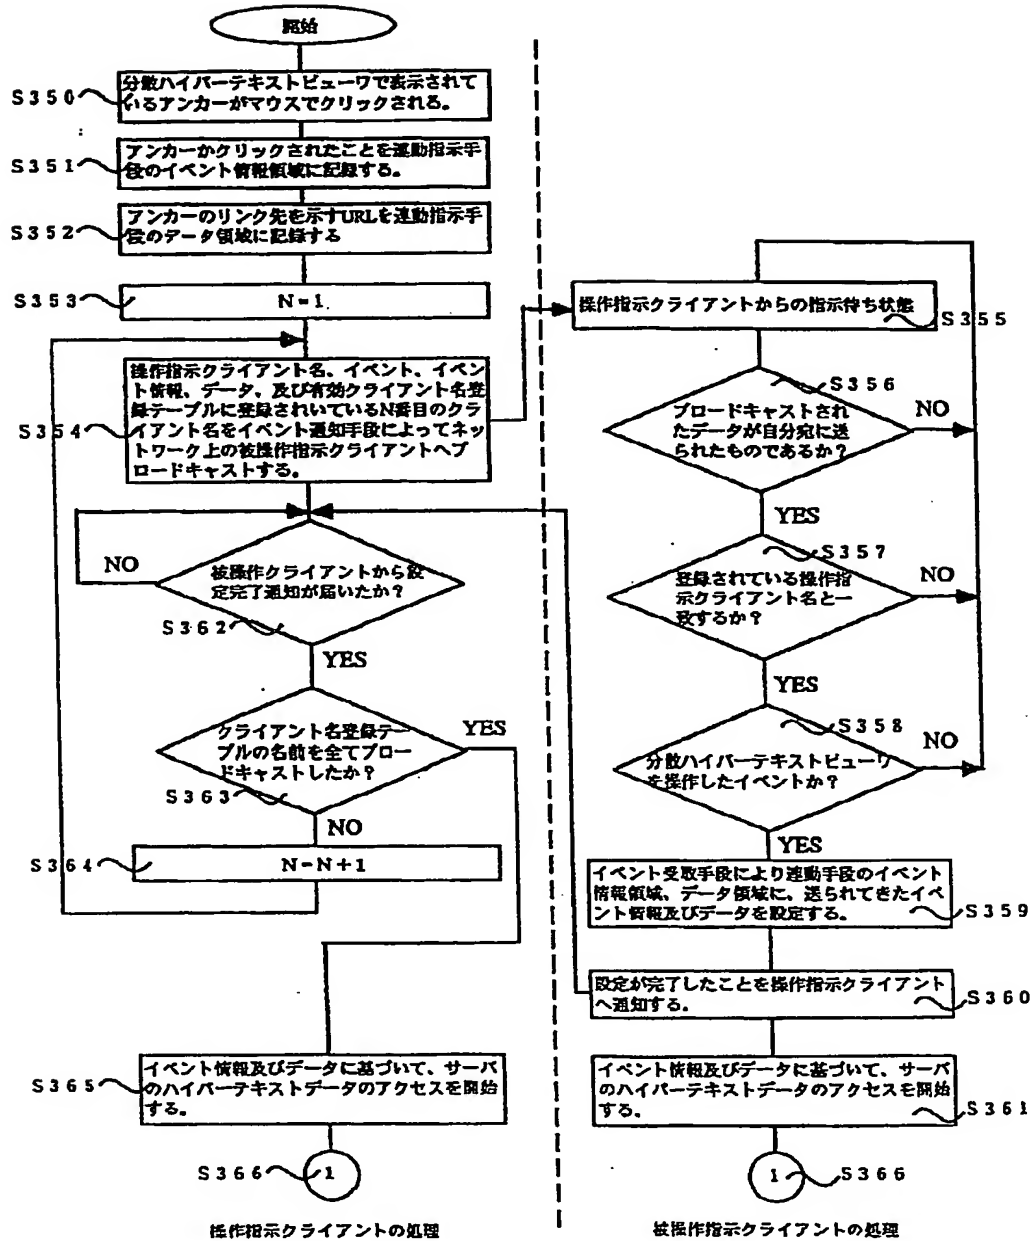 開始
S350
分散ハイパーテキストビューワで表示されて
いるアンカーがマウスでクリックされる。
S351
アンカーかクリックされたことを連動指示手
段のイベント情報領域に記録する。
S352
アンカーのリンク先を示すURLを連動指示手
段のデータ領域に記録する
S353
N=1
S354
操作指示クライアント名、イベント、イベ
ント情報、データ、及び有効クライアント名登
録テーブルに登録されいているN番目のクラ
イアント名をイベント通知手段によってネッ
トワーク上の被操作指示クライアントへブ
ロードキャストする。
NO
被操作クライアントから設
定完了通知が届いたか？
S362
YES
クライアント名登録テー
ブルの名前を全てブロー
ドキャストしたか？
S363
YES
NO
S364
N=N+1
S365
イベント情報及びデータに基づいて、サーバ
のハイパーテキストデータのアクセスを開始
する。
S366
1
操作指示クライアントの処理
操作指示クライアントからの指示待ち状態
S355
S356
ブロードキャストされ
たデータが自分宛に送
られたものであるか？
NO
YES
S357
登録されている操作指
示クライアント名と一
致するか？
NO
YES
S358
分散ハイパーテキストビューワ
を操作したイベントか？
NO
YES
イベント受取手段により連動手段のイベント
情報領域、データ領域に、送られてきたイベ
ント情報及びデータを設定する。
S359
設定が完了したことを操作指示クライアント
へ通知する。
S360
イベント情報及びデータに基づいて、サーバ
のハイパーテキストデータのアクセスを開始
する。
S361
1
S366
被操作指示クライアントの処理